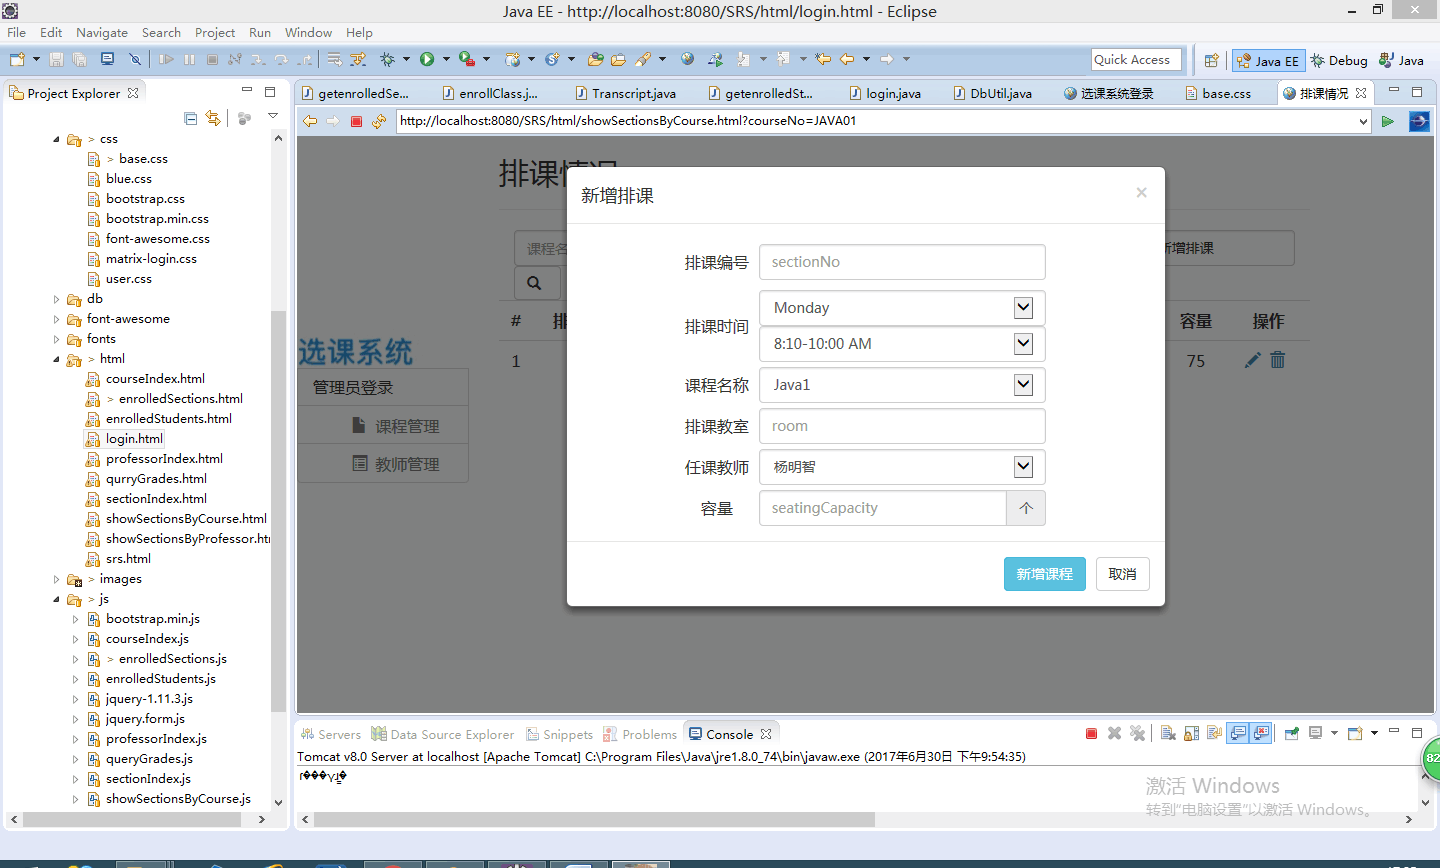 Java EE - http://localhost:8080/SRS/html/login.html - Eclipse
File Edit Navigate Search Project Run Window Help
Quick Access Java EE Debug Java
Project Explorer
getenrolledSe... enrollClass.j... Transcript.java getenrolledSt... login.java DbUtil.java 选课系统登录 base.css 排课情况
http://localhost:8080/SRS/html/showSectionsByCourse.html?courseNo=JAVA01
> css
> base.css
blue.css
bootstrap.css
bootstrap.min.css
font-awesome.css
matrix-login.css
user.css
db
font-awesome
fonts
> html
courseIndex.html
> enrolledSections.html
enrolledStudents.html
login.html
professorIndex.html
qurryGrades.html
sectionIndex.html
showSectionsByCourse.html
showSectionsByProfessor.htm
srs.html
> images
> js
bootstrap.min.js
courseIndex.js
> enrolledSections.js
enrolledStudents.js
jquery-1.11.3.js
jquery.form.js
professorIndex.js
queryGrades.js
sectionIndex.js
showSectionsByCourse.js
选课系统
管理员登录
课程管理
教师管理
排课情况
课程名
新增排课
# 排 容量 操作
1 75
新增排课 ×
排课编号 sectionNo
排课时间 Monday
8:10-10:00 AM
课程名称 Java1
排课教室 room
任课教师 杨明智
容量 seatingCapacity 个
新增课程 取消
Servers Data Source Explorer Snippets Problems Console
Tomcat v8.0 Server at localhost [Apache Tomcat] C:\Program Files\Java\jre1.8.0_74\bin\javaw.exe (2017年6月30日 下午9:54:35)
激活 Windows
转到"电脑设置"以激活 Windows。
82